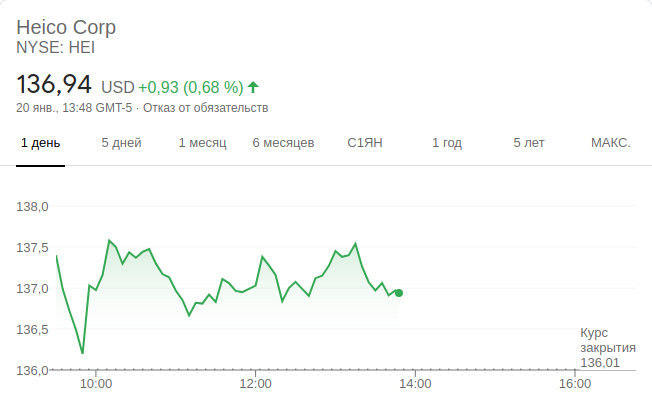 Heico Corp
NYSE: HEI
136,94 USD +0,93 (0,68 %)
20 янв., 13:48 GMT-5 · Отказ от обязательств
1 день 5 дней 1 месяц 6 месяцев С1ЯН 1 год 5 лет МАКС.
138,0
137,5
137,0
136,5
Курс
закрытия
136,01
136,0
10:00 12:00 14:00 16:00